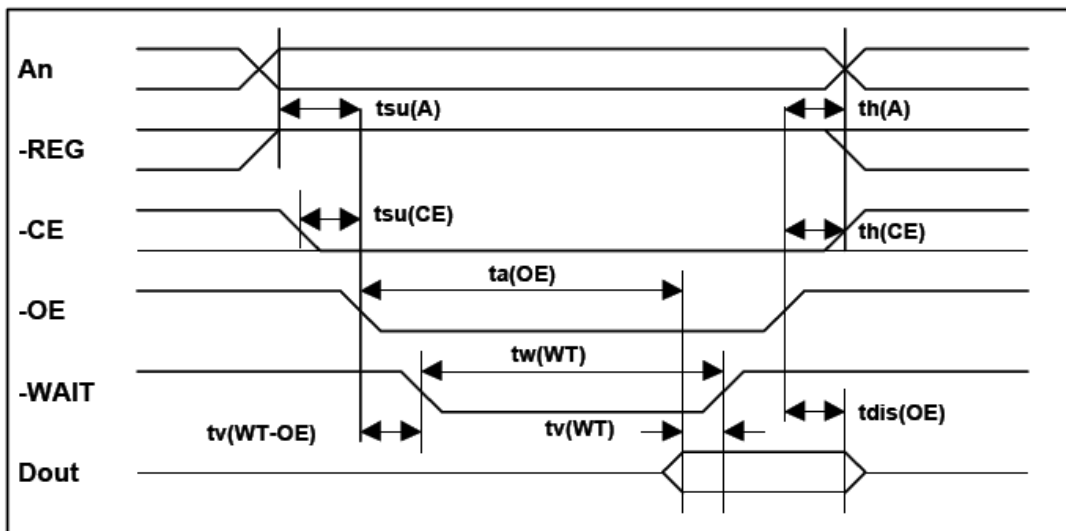 An
tsu(A)
th(A)
-REG
-CE
tsu(CE)
th(CE)
ta(OE)
-OE
tw(WT)
-WAIT
tdis(OE)
tv(WT-OE)
tv(WT)
Dout